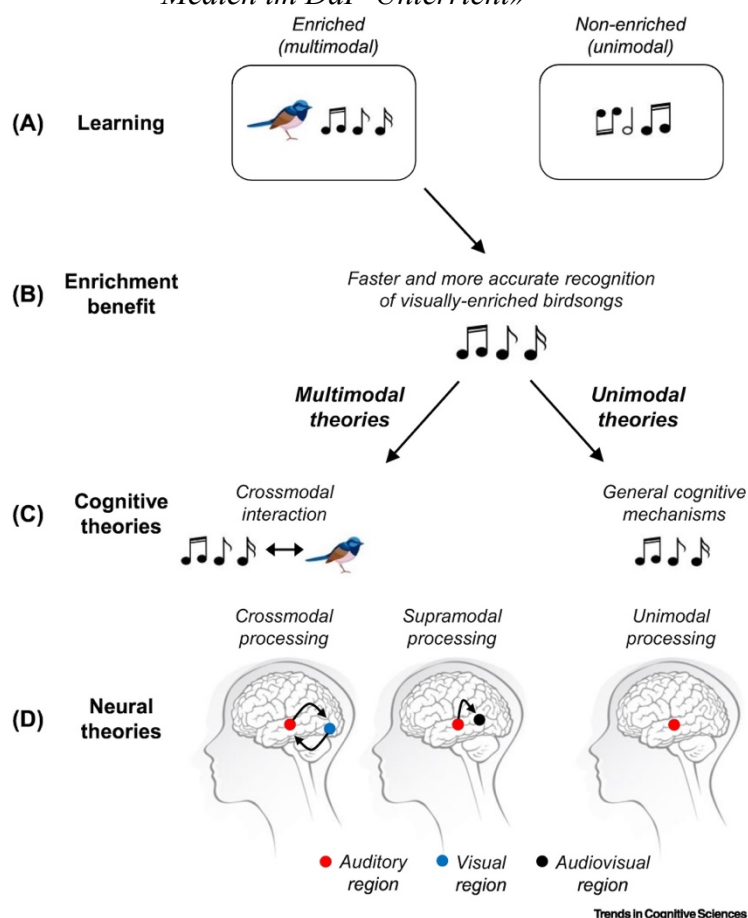 Medien im DaF-Unterricht»
Enriched
(multimodal)
Non-enriched
(unimodal)
(A) Learning
(B) Enrichment
benefit
Faster and more accurate recognition
of visually-enriched birdsongs
Multimodal
theories
Unimodal
theories
(C) Cognitive
theories
Crossmodal
interaction
General cognitive
mechanisms
Crossmodal
processing
Supramodal
processing
Unimodal
processing
(D) Neural
theories
Auditory
region
Visual
region
Audiovisual
region
Trends in Cognitive Sciences